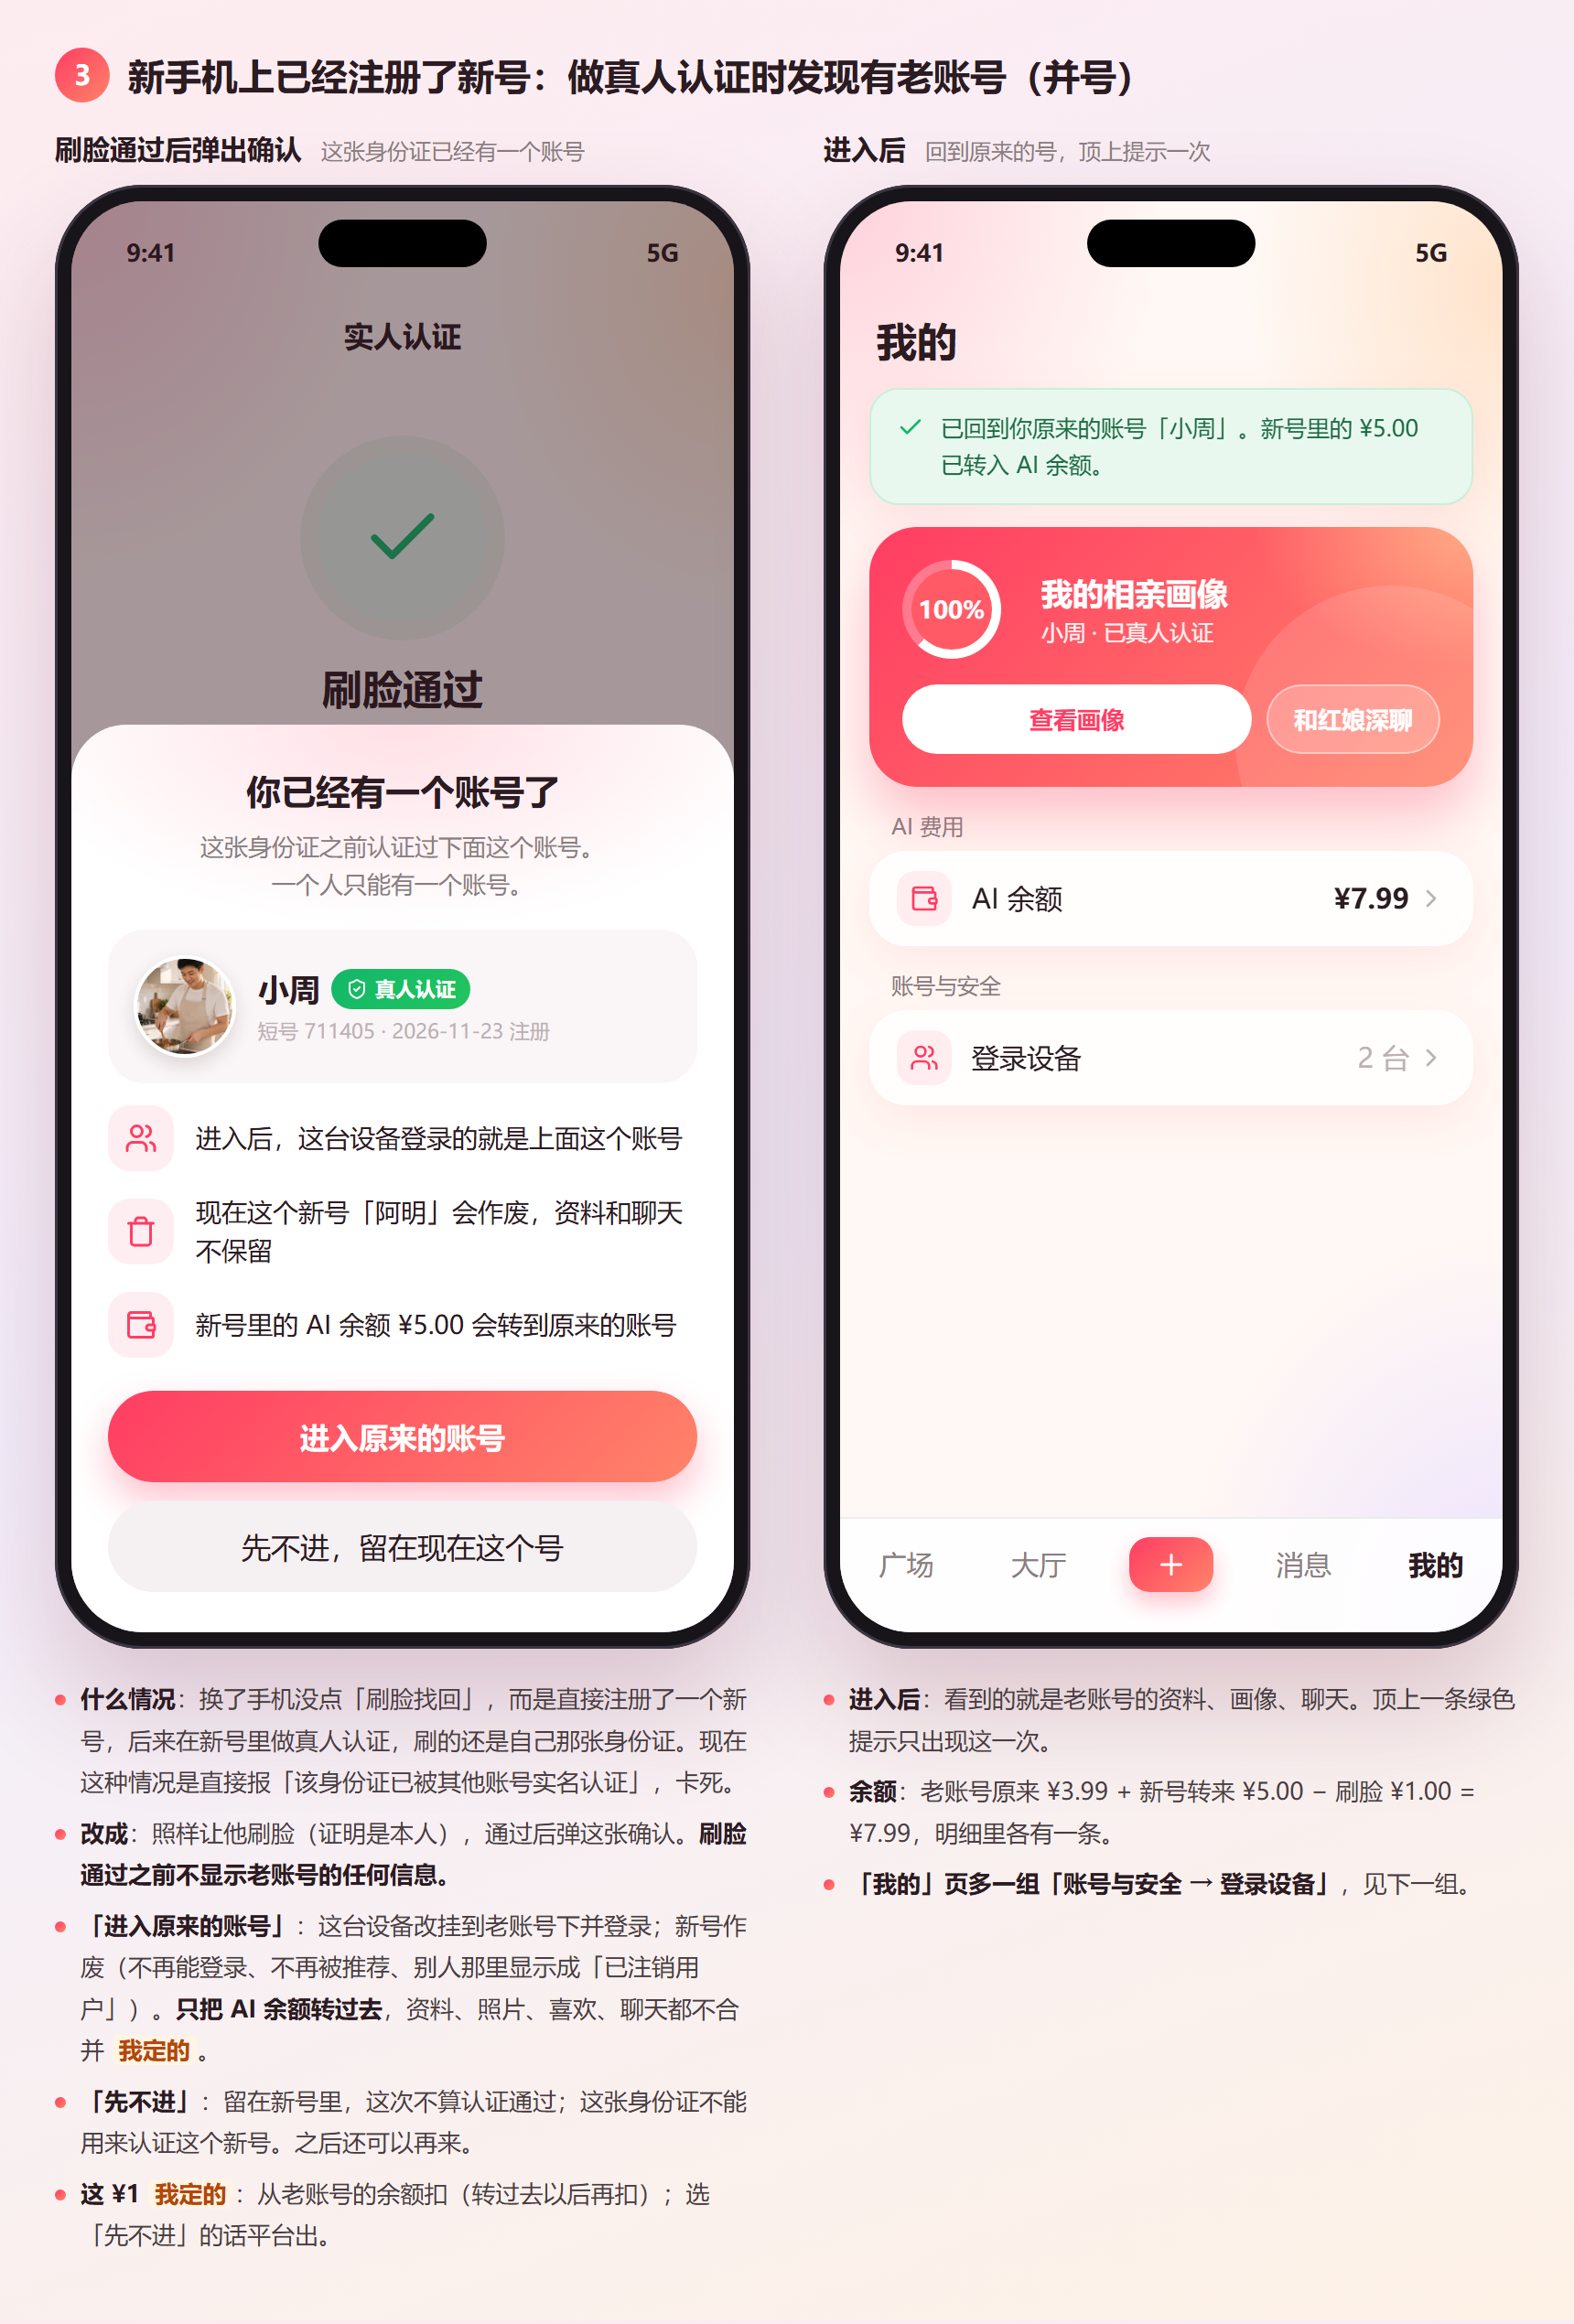 3 新手机上已经注册了新号：做真人认证时发现有老账号（并号）
刷脸通过后弹出确认 这张身份证已经有一个账号
9:41
5G
实人认证
刷脸通过
你已经有一个账号了
这张身份证之前认证过下面这个账号。
一个人只能有一个账号。
小周 真人认证
短号 711405 · 2026-11-23 注册
进入后，这台设备登录的就是上面这个账号
现在这个新号「阿明」会作废，资料和聊天
不保留
新号里的 AI 余额 ¥5.00 会转到原来的账号
进入原来的账号
先不进，留在现在这个号
什么情况：换了手机没点「刷脸找回」，而是直接注册了一个新
号，后来在新号里做真人认证，刷的还是自己那张身份证。现在
这种情况是直接报「该身份证已被其他账号实名认证」，卡死。
改成：照样让他刷脸（证明是本人），通过后弹这张确认。刷脸
通过之前不显示老账号的任何信息。
「进入原来的账号」：这台设备改挂到老账号下并登录；新号作
废（不再能登录、不再被推荐、别人那里显示成「已注销用
户」）。只把 AI 余额转过去，资料、照片、喜欢、聊天都不合
并 我定的。
「先不进」：留在新号里，这次不算认证通过；这张身份证不能
用来认证这个新号。之后还可以再来。
这 ¥1 我定的：从老账号的余额扣（转过去以后再扣）；选
「先不进」的话平台出。
进入后 回到原来的号，顶上提示一次
9:41
5G
我的
已回到你原来的账号「小周」。新号里的 ¥5.00
已转入 AI 余额。
100%
我的相亲画像
小周 · 已真人认证
查看画像
和红娘深聊
AI 费用
AI 余额 ¥7.99
账号与安全
登录设备 2 台
广场 大厅 + 消息 我的
进入后：看到的就是老账号的资料、画像、聊天。顶上一条绿色
提示只出现这一次。
余额：老账号原来 ¥3.99 + 新号转来 ¥5.00 − 刷脸 ¥1.00 =
¥7.99，明细里各有一条。
「我的」页多一组「账号与安全 → 登录设备」，见下一组。